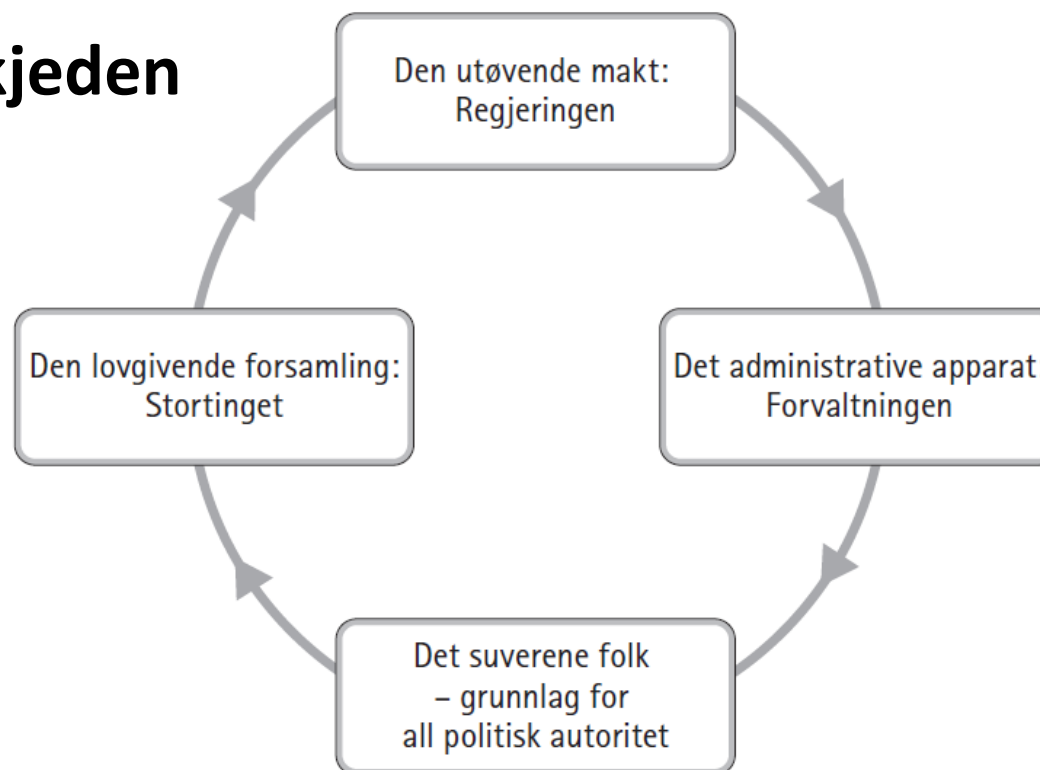 kjeden
Den utøvende makt:
Regjeringen
Den lovgivende forsamling:
Stortinget
Det administrative apparat
Forvaltningen
Det suverene folk
– grunnlag for
all politisk autoritet